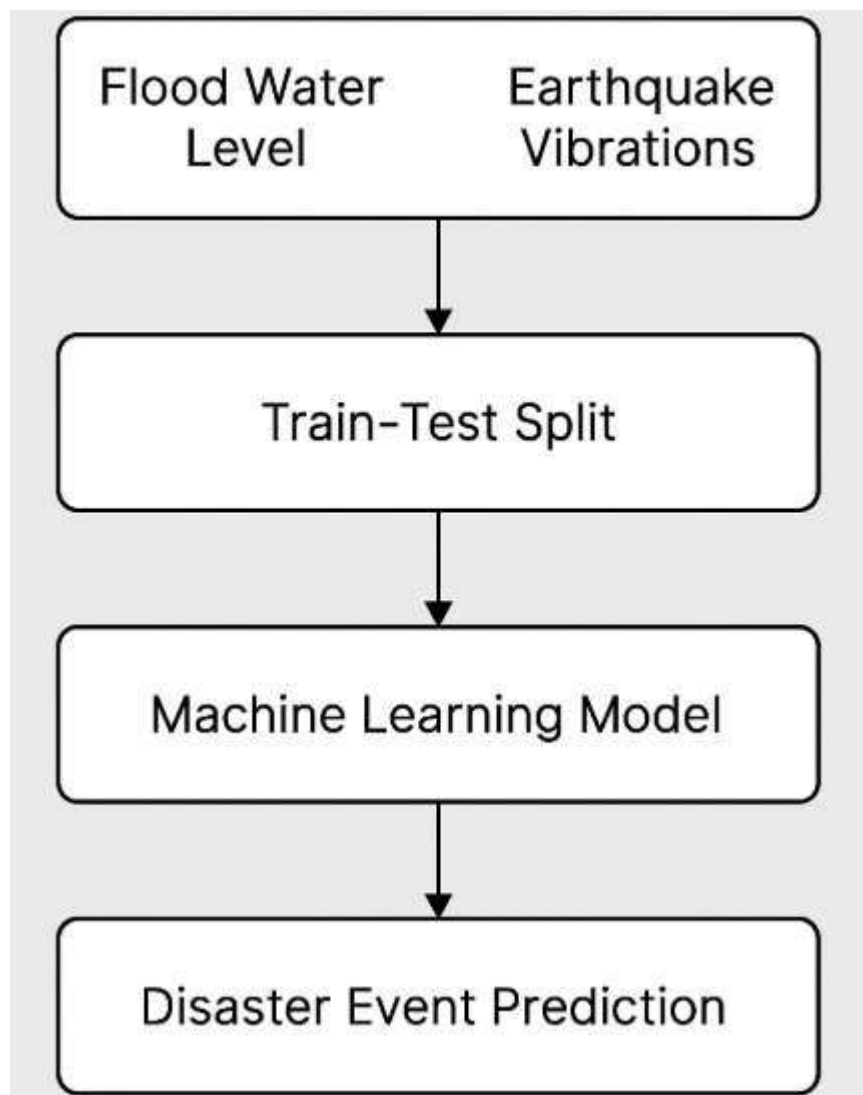 Flood Water
Level
Earthquake
Vibrations
Train-Test Split
Machine Learning Model
Disaster Event Prediction